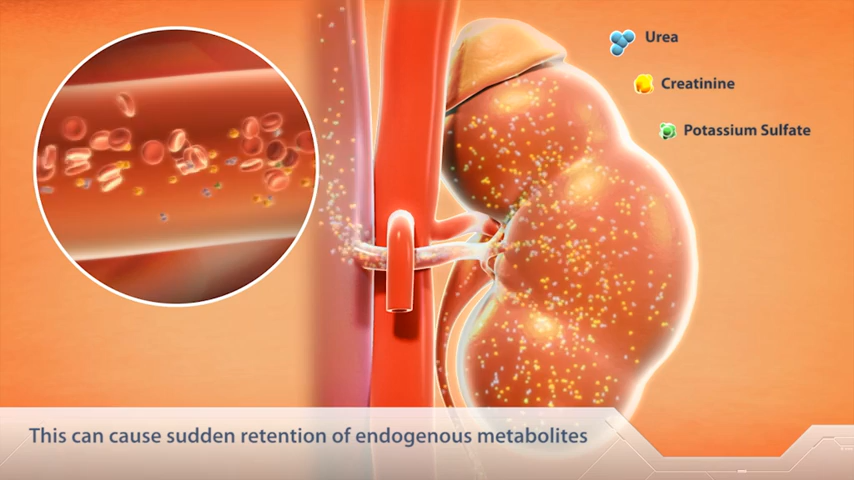 Urea
Creatinine
Potassium Sulfate
This can cause sudden retention of endogenous metabolites